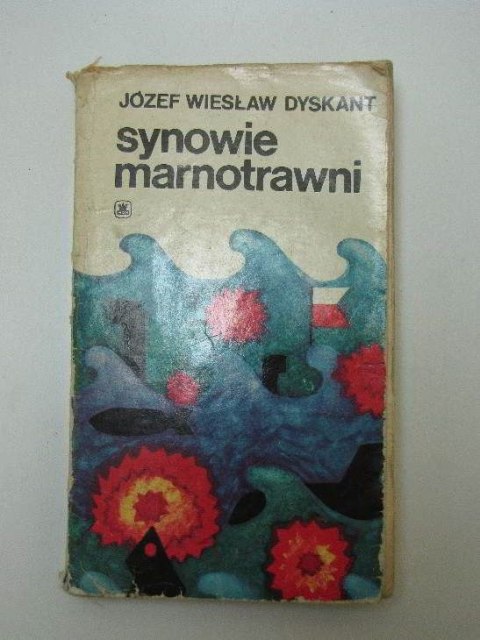 JÓZEF WIESŁAW DYSKANT
synowie
marnotrawni